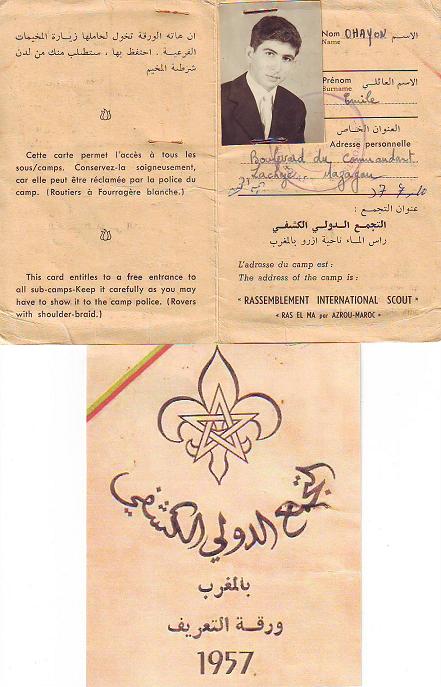 ان هاته الورقة تخول لحاملها زيارة المخيمات
الفرعية . احتفظ بها ، ستطلب منك من لدن
شرطة المخيم
Cette carte permet l'accès à tous les
sous/camps. Conservez-la soigneusement,
car elle peut être réclamée par la police du
camp. (Routiers à Fourragère blanche.)
This card entitles to a free entrance to
all sub-camps-Keep it carefully as you may
have to show it to the camp police. (Rovers
with shoulder-braid.)
Nom OHAYON الاسم
Name
Prénom الاسم العائلي
Surname Emile
العنوان الخاص
Adresse personnelle
Boulevard du Commandant
Lachèze Mazagan
عنوان التجمع :
التجمع الدولي الكشفي
راس الماء ناحية ازرو بالمغرب
L'adrosse du camp est :
The address of the camp is :
« RASSEMBLEMENT INTERNATIONAL SCOUT »
« RAS EL MA par AZROU-MAROC »
التجمع الدولي الكشفي
بالمغرب
ورقة التعريف
1957